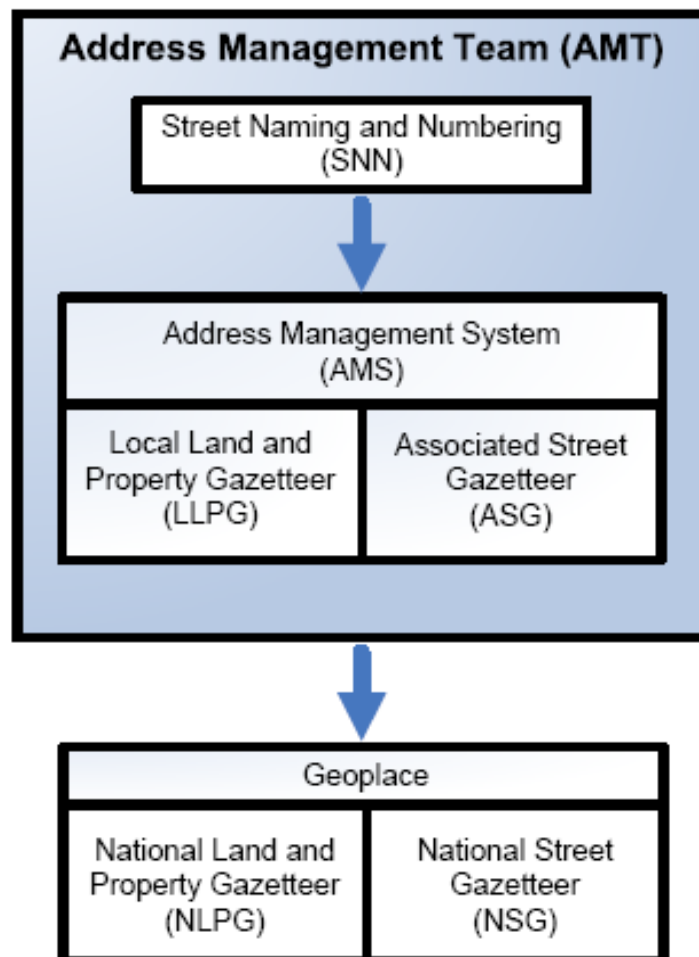 Address Management Team (AMT)
Street Naming and Numbering
(SNN)
Address Management System
(AMS)
Local Land and
Property Gazetteer
(LLPG)
Associated Street
Gazetteer
(ASG)
Geoplace
National Land and
Property Gazetteer
(NLPG)
National Street
Gazetteer
(NSG)